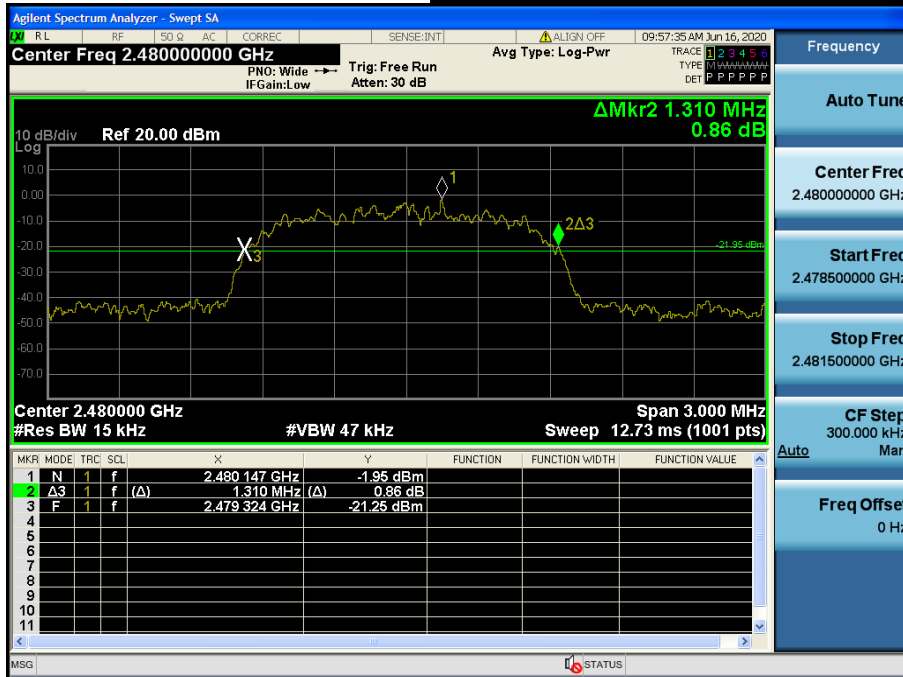 Agilent Spectrum Analyzer - Swept SA
LXI RL RF 50 Ω AC CORREC SENSE:INT ALIGN OFF 09:57:35 AM Jun 16, 2020
Center Freq 2.480000000 GHz
PNO: Wide
IFGain:Low
Trig: Free Run
Atten: 30 dB
Avg Type: Log-Pwr
TRACE 1 2 3 4 5 6
TYPE MWWWWW
DET P P P P P P
ΔMkr2 1.310 MHz
0.86 dB
10 dB/div Ref 20.00 dBm
Log
10.0
0.00
-10.0
-20.0
-30.0
-40.0
-50.0
-60.0
-70.0
1
2Δ3
3
-21.95 dBm
Center 2.480000 GHz Span 3.000 MHz
#Res BW 15 kHz #VBW 47 kHz Sweep 12.73 ms (1001 pts)
MKR MODE TRC SCL X Y FUNCTION FUNCTION WIDTH FUNCTION VALUE
1 N 1 f 2.480 147 GHz -1.95 dBm
2 Δ3 1 f (Δ) 1.310 MHz (Δ) 0.86 dB
3 F 1 f 2.479 324 GHz -21.25 dBm
4
5
6
7
8
9
10
11
MSG STATUS
Frequency
Auto Tune
Center Freq
2.480000000 GHz
Start Freq
2.478500000 GHz
Stop Freq
2.481500000 GHz
CF Step
300.000 kHz
Auto Man
Freq Offset
0 Hz